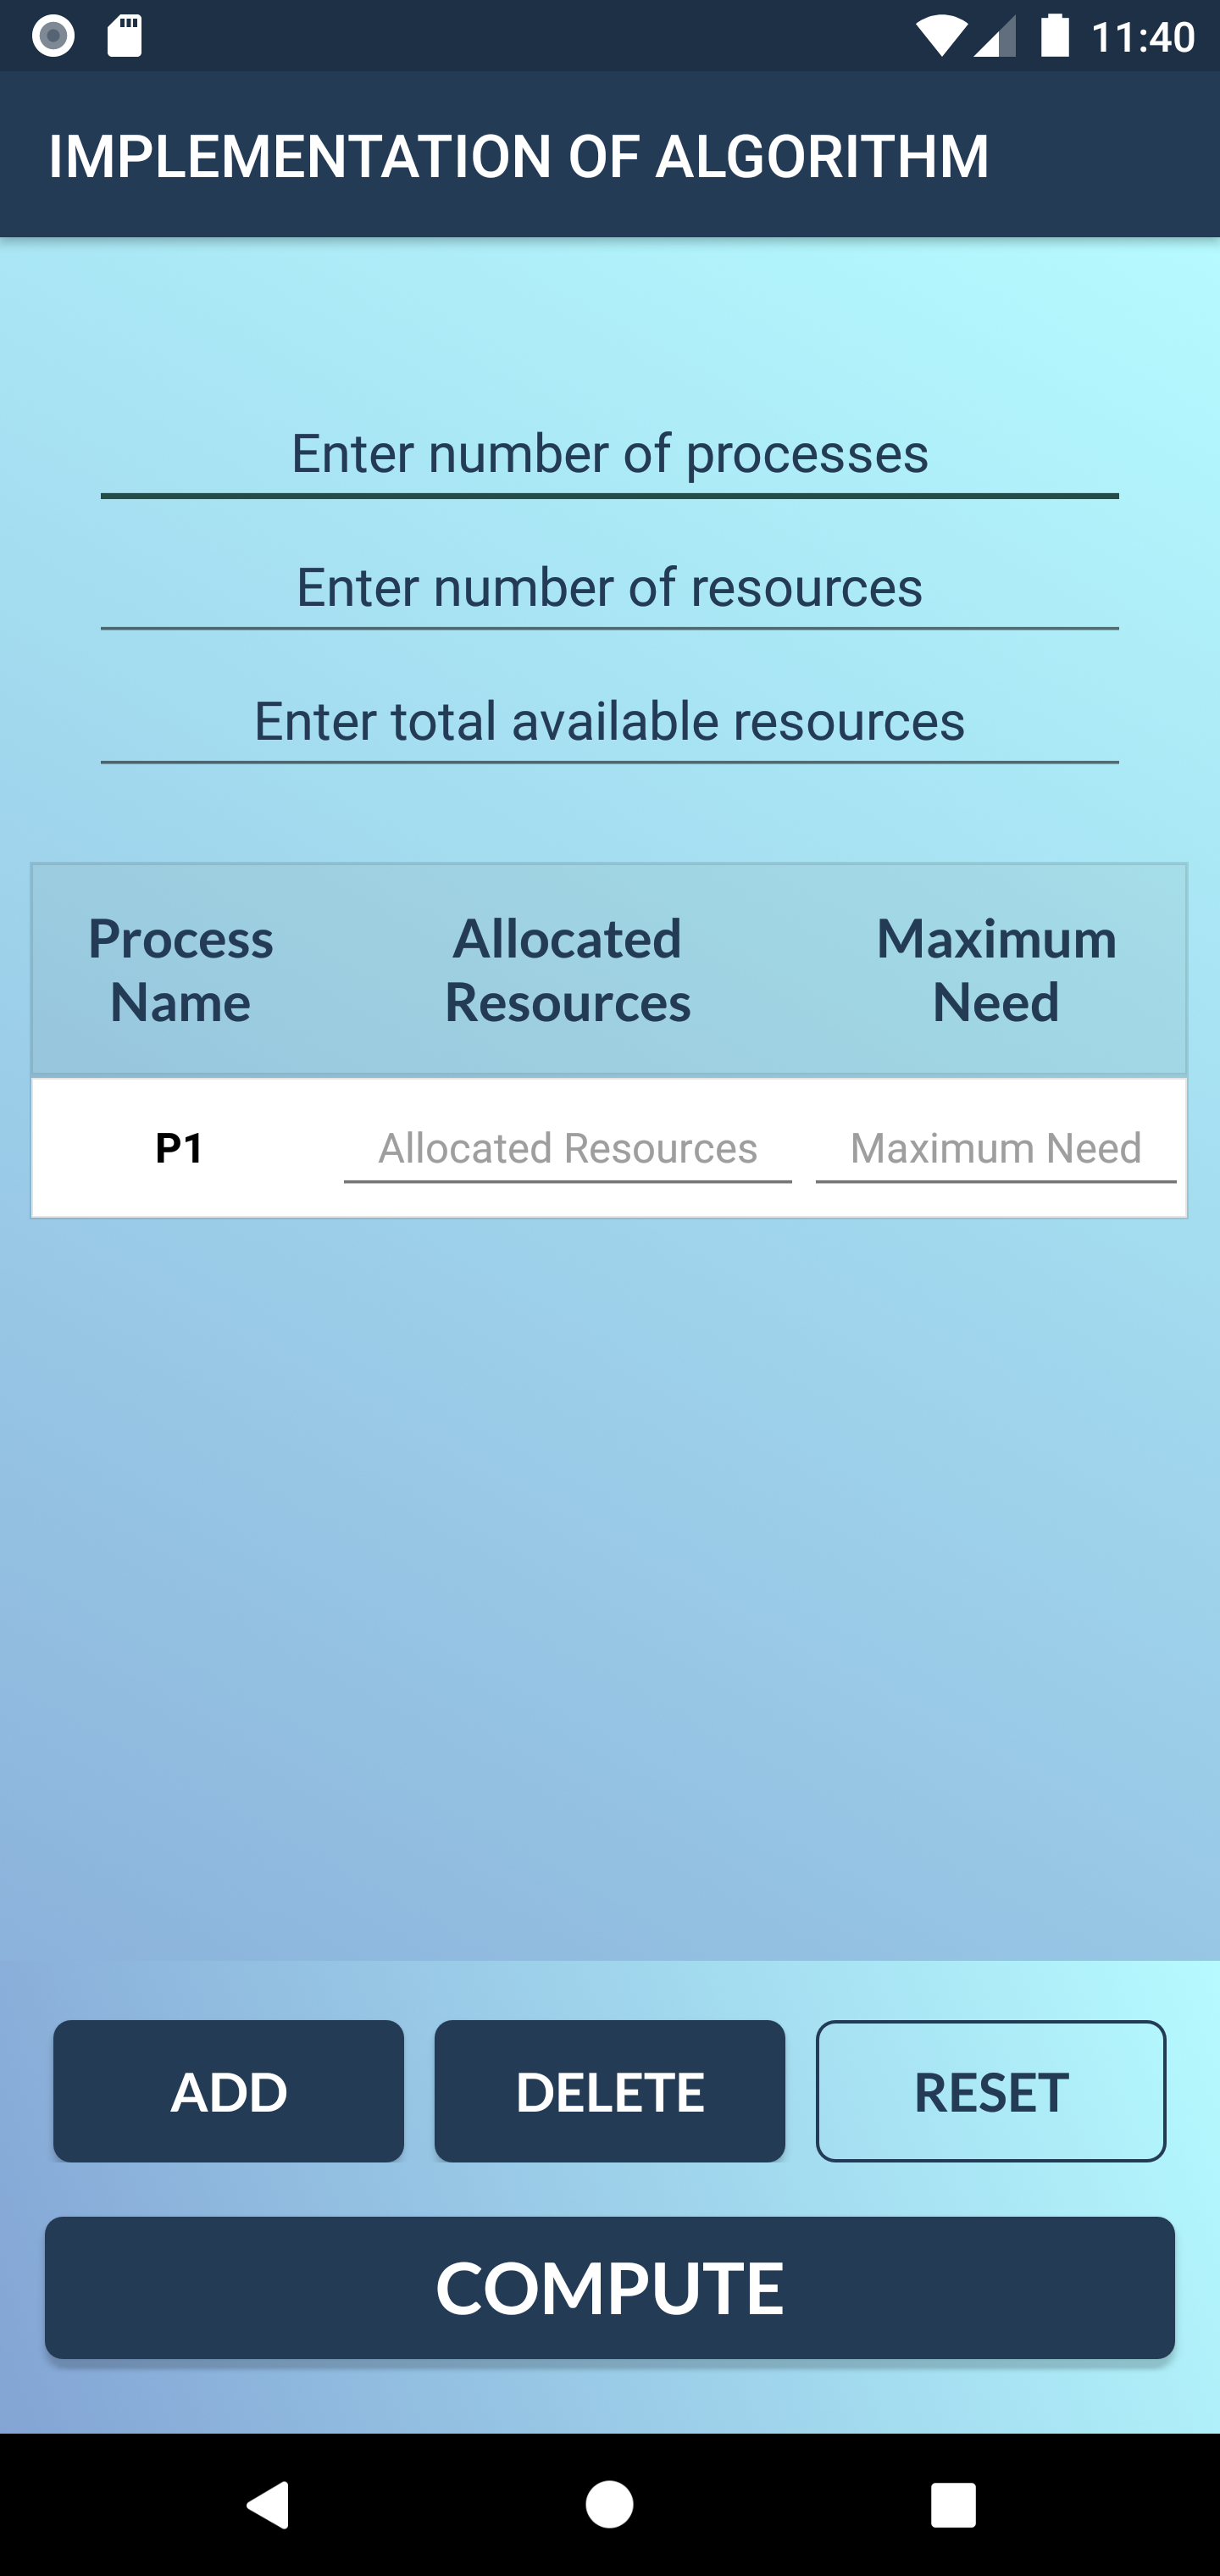 11:40
IMPLEMENTATION OF ALGORITHM
Enter number of processes
Enter number of resources
Enter total available resources
Process Name
Allocated Resources
Maximum Need
P1
Allocated Resources
Maximum Need
ADD
DELETE
RESET
COMPUTE